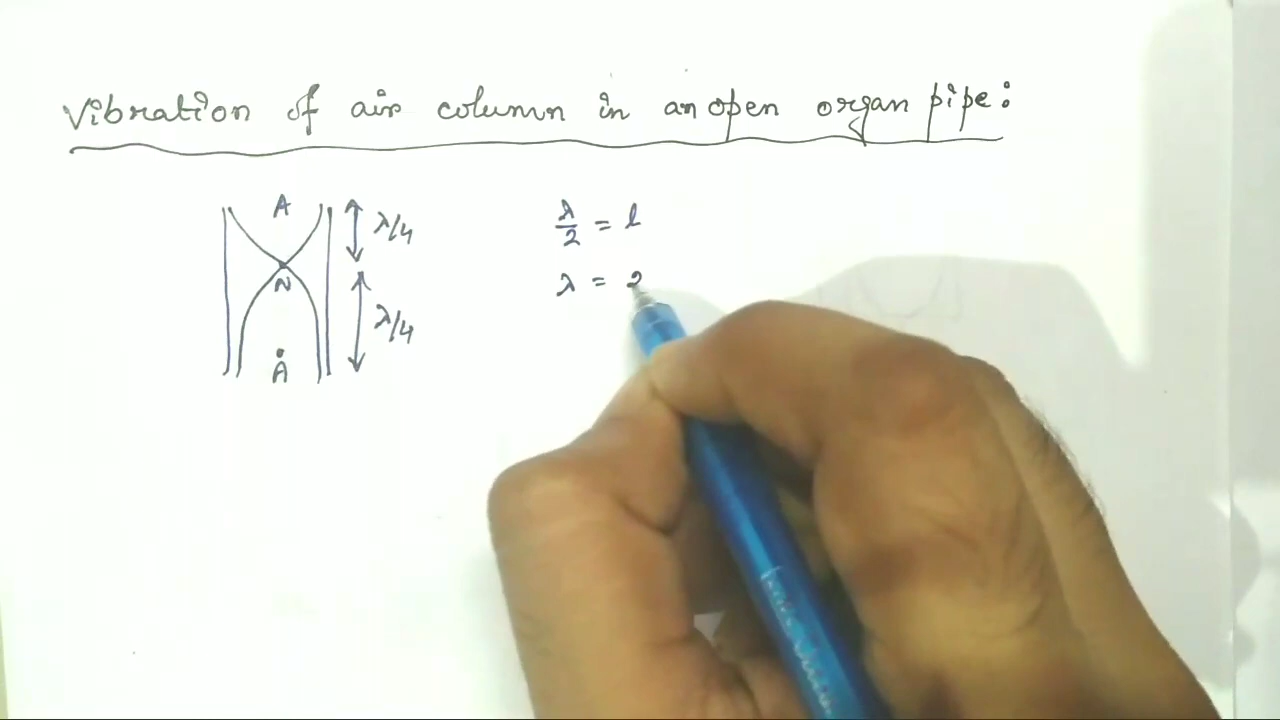 Vibration of air column in an open organ pipe:
A
λ/4
N
λ/4
A
λ/2 = l
λ = 2